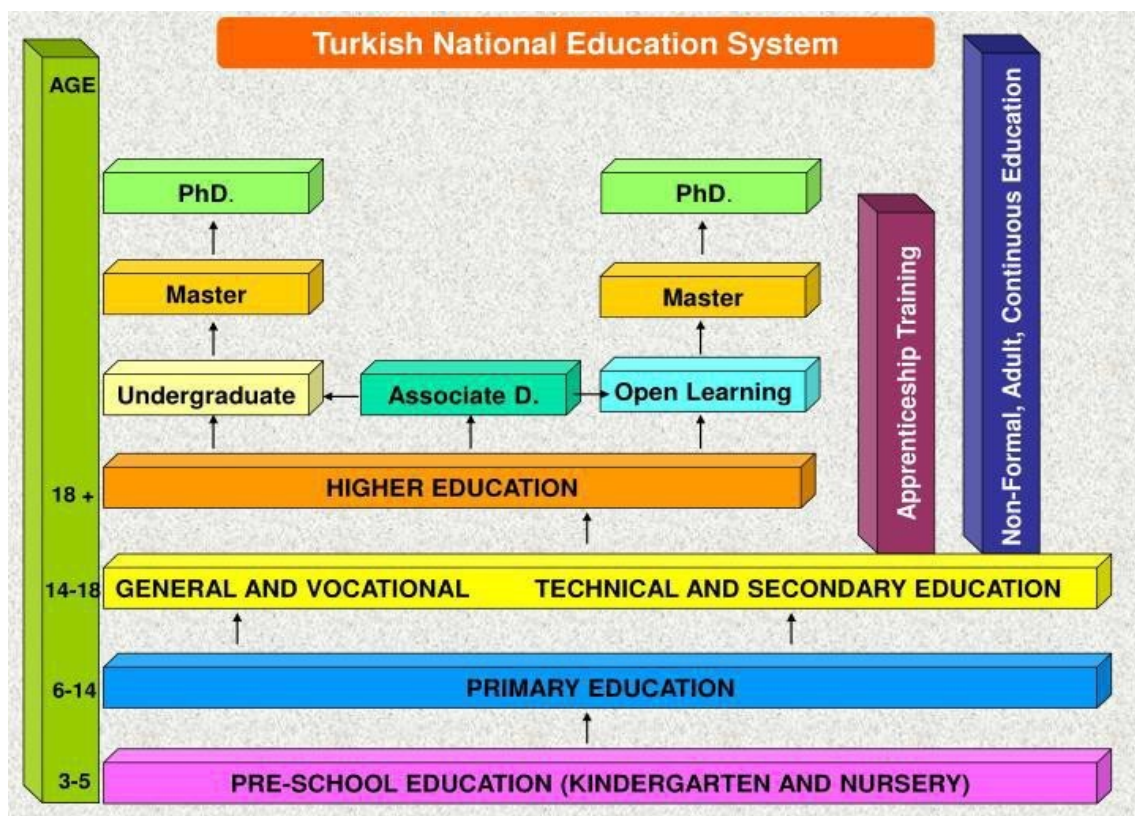 Turkish National Education System
AGE
PhD.
PhD.
Master
Master
Undergraduate
Associate D.
Open Learning
18 +
HIGHER EDUCATION
14-18
GENERAL AND VOCATIONAL
TECHNICAL AND SECONDARY EDUCATION
6-14
PRIMARY EDUCATION
3-5
PRE-SCHOOL EDUCATION (KINDERGARTEN AND NURSERY)
Apprenticeship Training
Non-Formal, Adult, Continuous Education